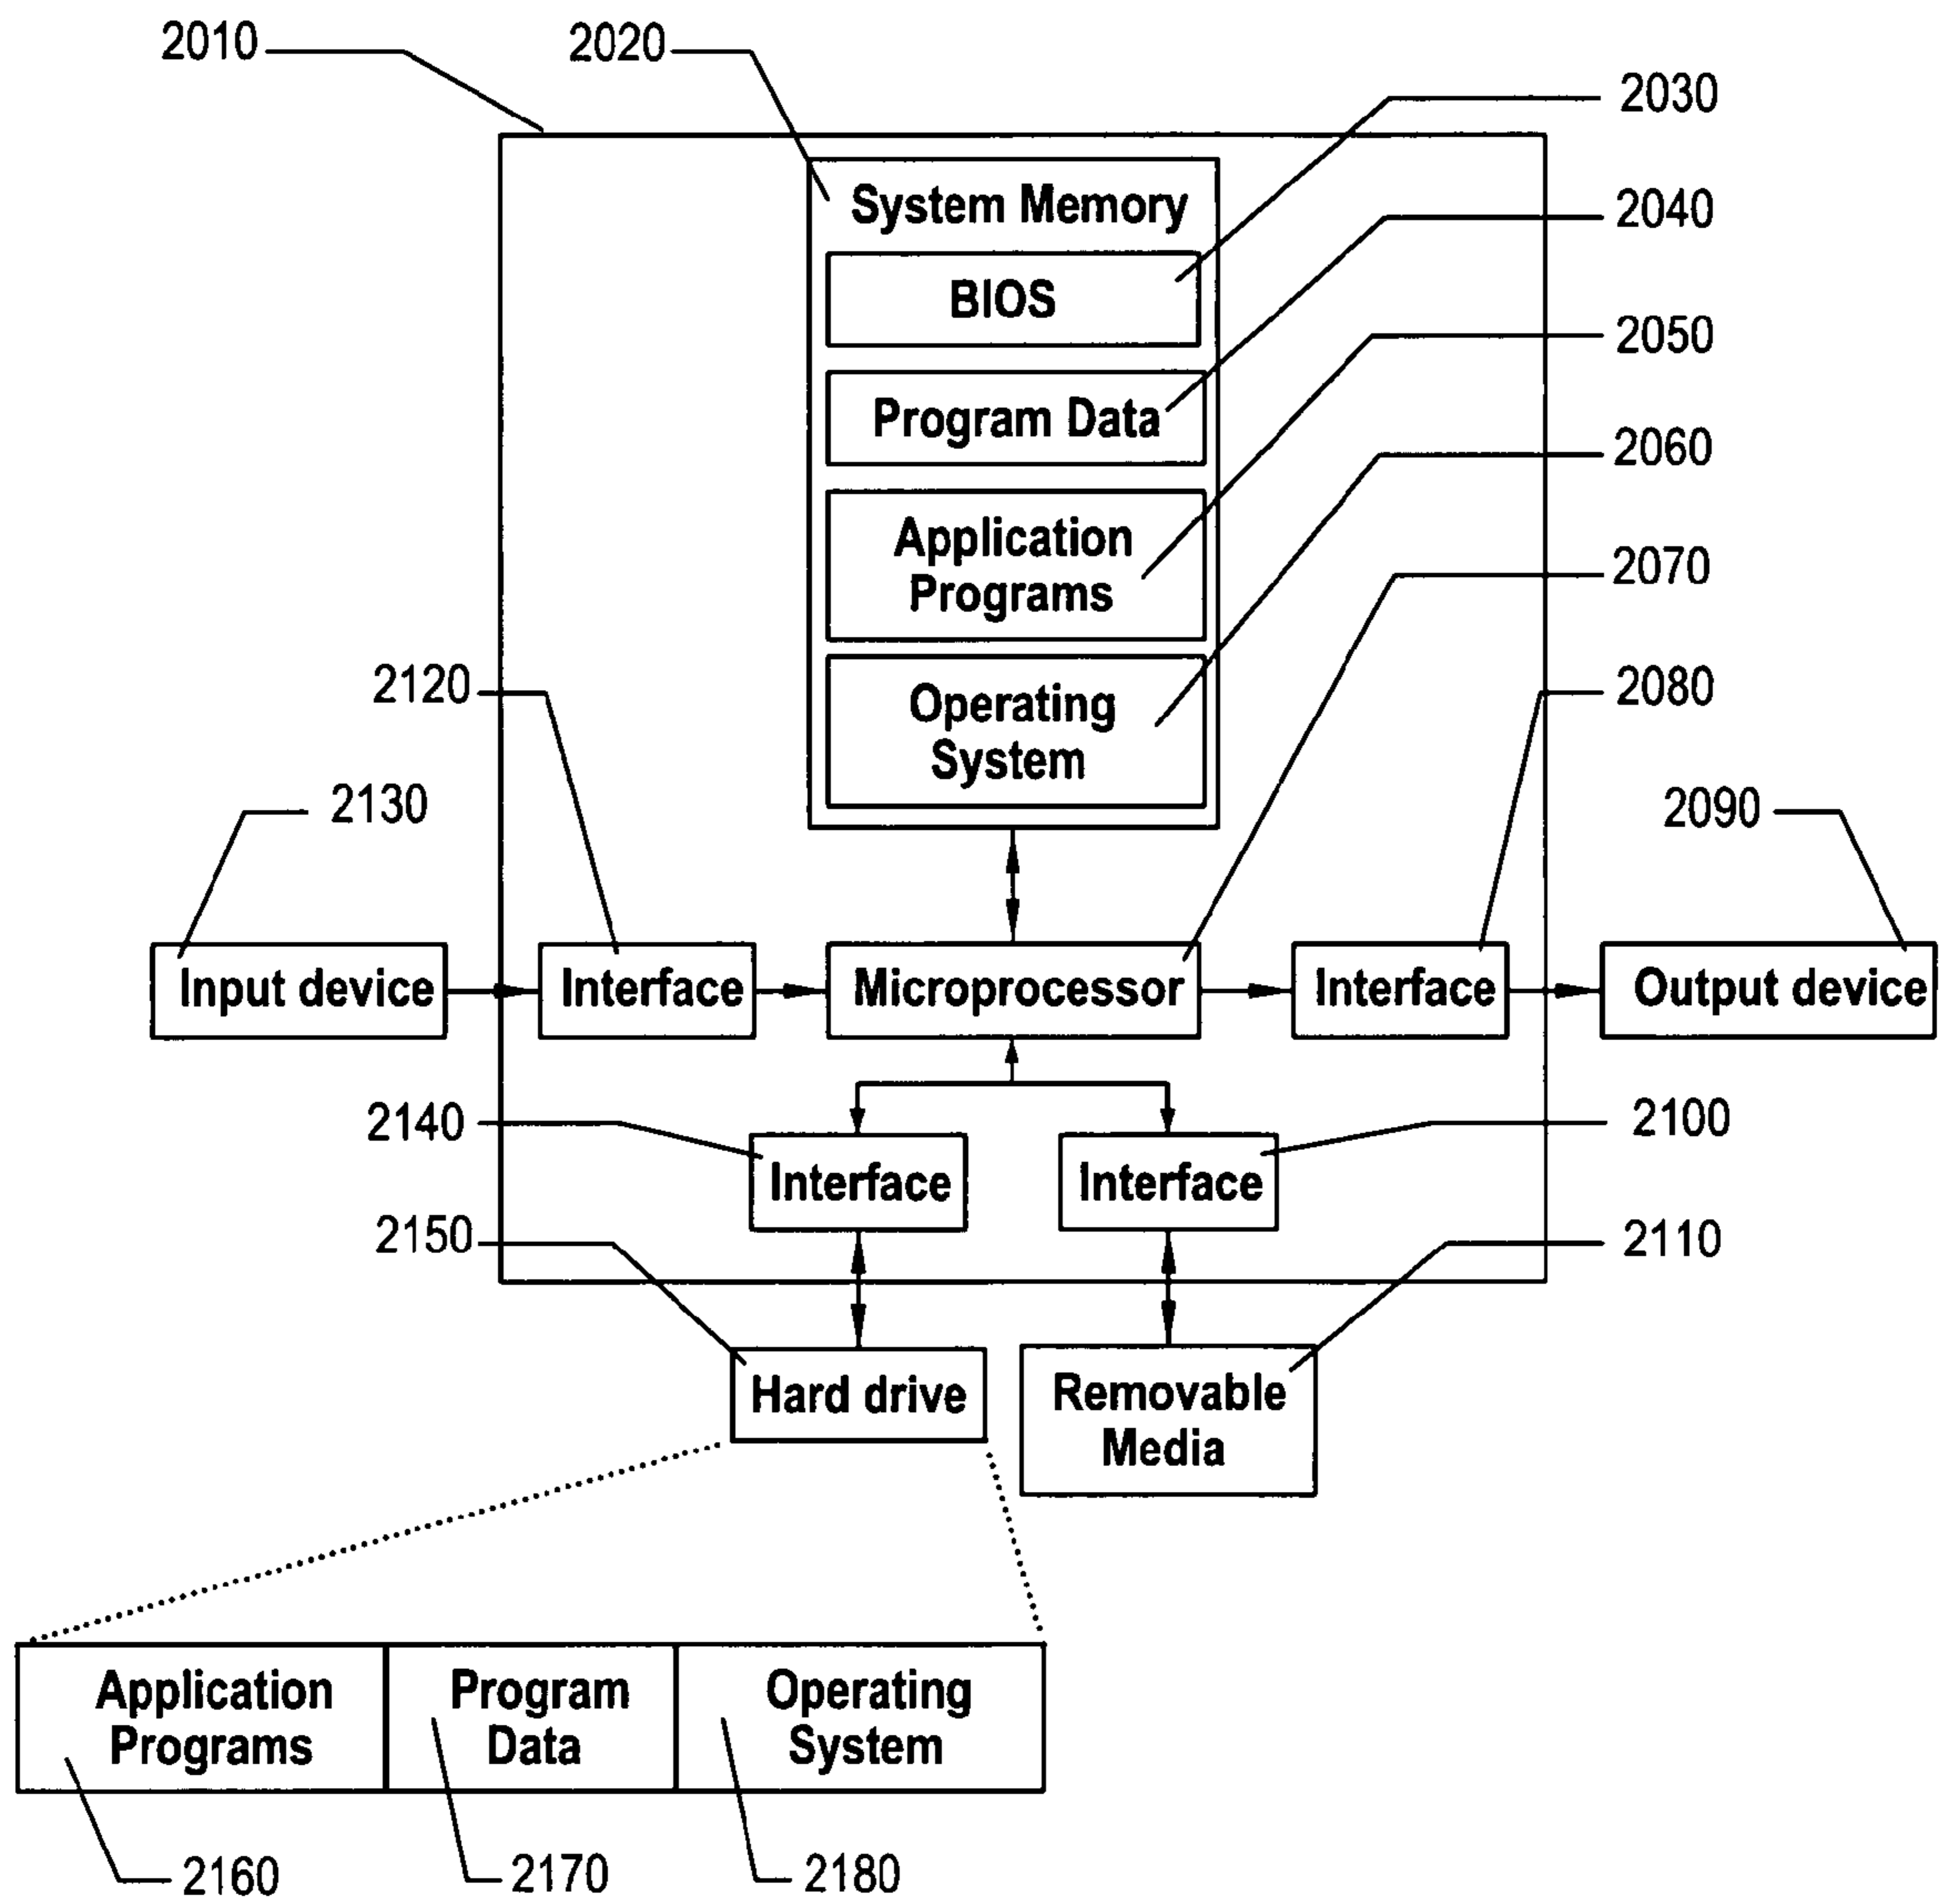 2010
2020
2030
System Memory
2040
BIOS
2050
Program Data
2060
Application
Programs
2070
2120
Operating
System
2080
2130
2090
Input device
Interface
Microprocessor
Interface
Output device
2140
2100
Interface
Interface
2150
2110
Hard drive
Removable
Media
Application
Programs
Program
Data
Operating
System
2160
2170
2180